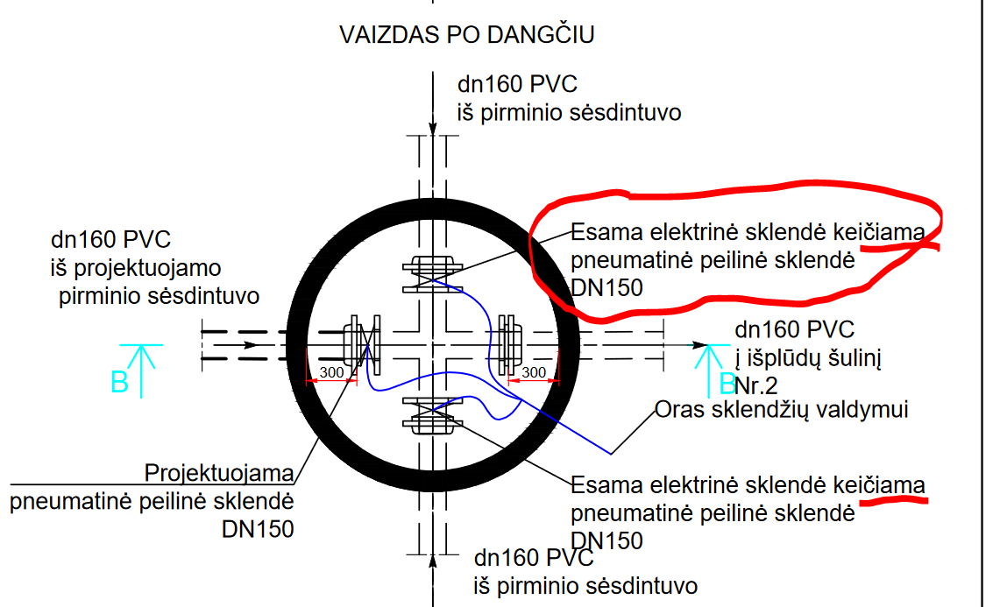 VAIZDAS PO DANGČIU
dn160 PVC
iš pirminio sėsdintuvo
Esama elektrinė sklendė keičiama
pneumatinė peilinė sklendė
DN150
dn160 PVC
iš projektuojamo
pirminio sėsdintuvo
dn160 PVC
į išplūdų šulinį
Nr.2
B
300
300
B
Oras sklendžių valdymui
Projektuojama
pneumatinė peilinė sklendė
DN150
Esama elektrinė sklendė keičiama
pneumatinė peilinė sklendė
DN150
dn160 PVC
iš pirminio sėsdintuvo